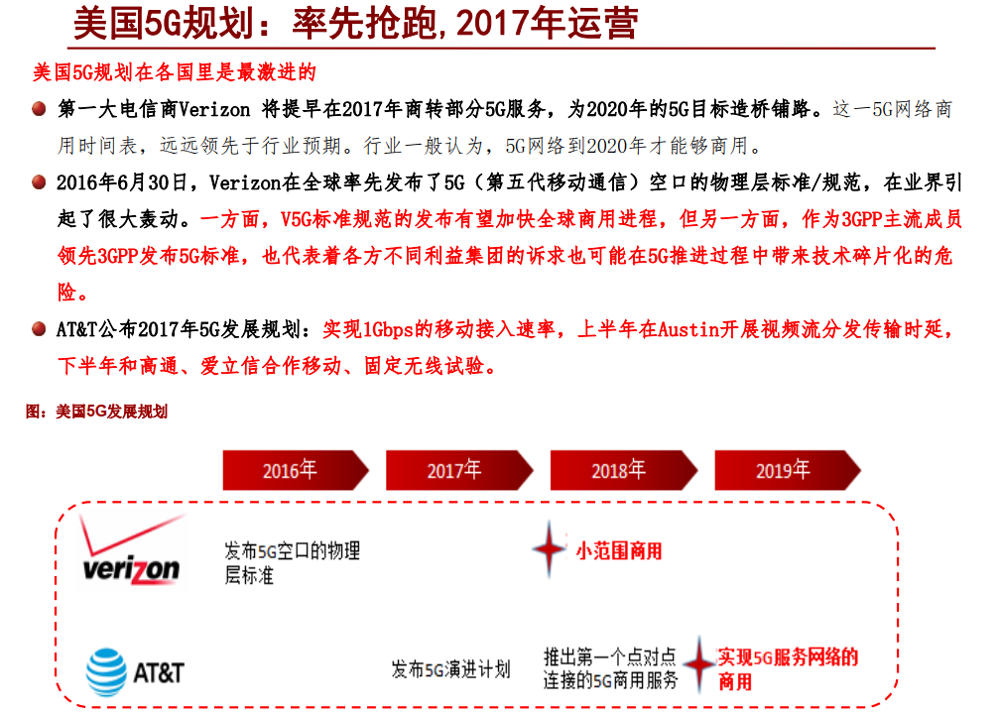 美国5G规划：率先抢跑,2017年运营
美国5G规划在各国里是最激进的
第一大电信商Verizon 将提早在2017年商转部分5G服务，为2020年的5G目标造桥铺路。这一5G网络商
用时间表，远远领先于行业预期。行业一般认为，5G网络到2020年才能够商用。
2016年6月30日，Verizon在全球率先发布了5G（第五代移动通信）空口的物理层标准/规范，在业界引
起了很大轰动。一方面，V5G标准规范的发布有望加快全球商用进程，但另一方面，作为3GPP主流成员
领先3GPP发布5G标准，也代表着各方不同利益集团的诉求也可能在5G推进过程中带来技术碎片化的危
险。
AT&T公布2017年5G发展规划：实现1Gbps的移动接入速率，上半年在Austin开展视频流分发传输时延，
下半年和高通、爱立信合作移动、固定无线试验。
图：美国5G发展规划
2016年
2017年
2018年
2019年
verizon
发布5G空口的物理
层标准
小范围商用
AT&T
发布5G演进计划
推出第一个点对点
连接的5G商用服务
实现5G服务网络的
商用